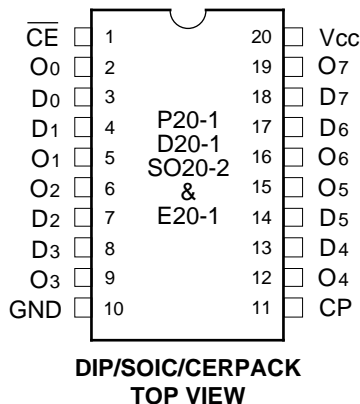 C̅E̅ 1 20 Vcc
O0 2 19 O7
D0 3 18 D7
D1 4 17 D6
O1 5 16 O6
O2 6 15 O5
D2 7 14 D5
D3 8 13 D4
O3 9 12 O4
GND 10 11 CP
P20-1
D20-1
SO20-2
&
E20-1
DIP/SOIC/CERPACK
TOP VIEW